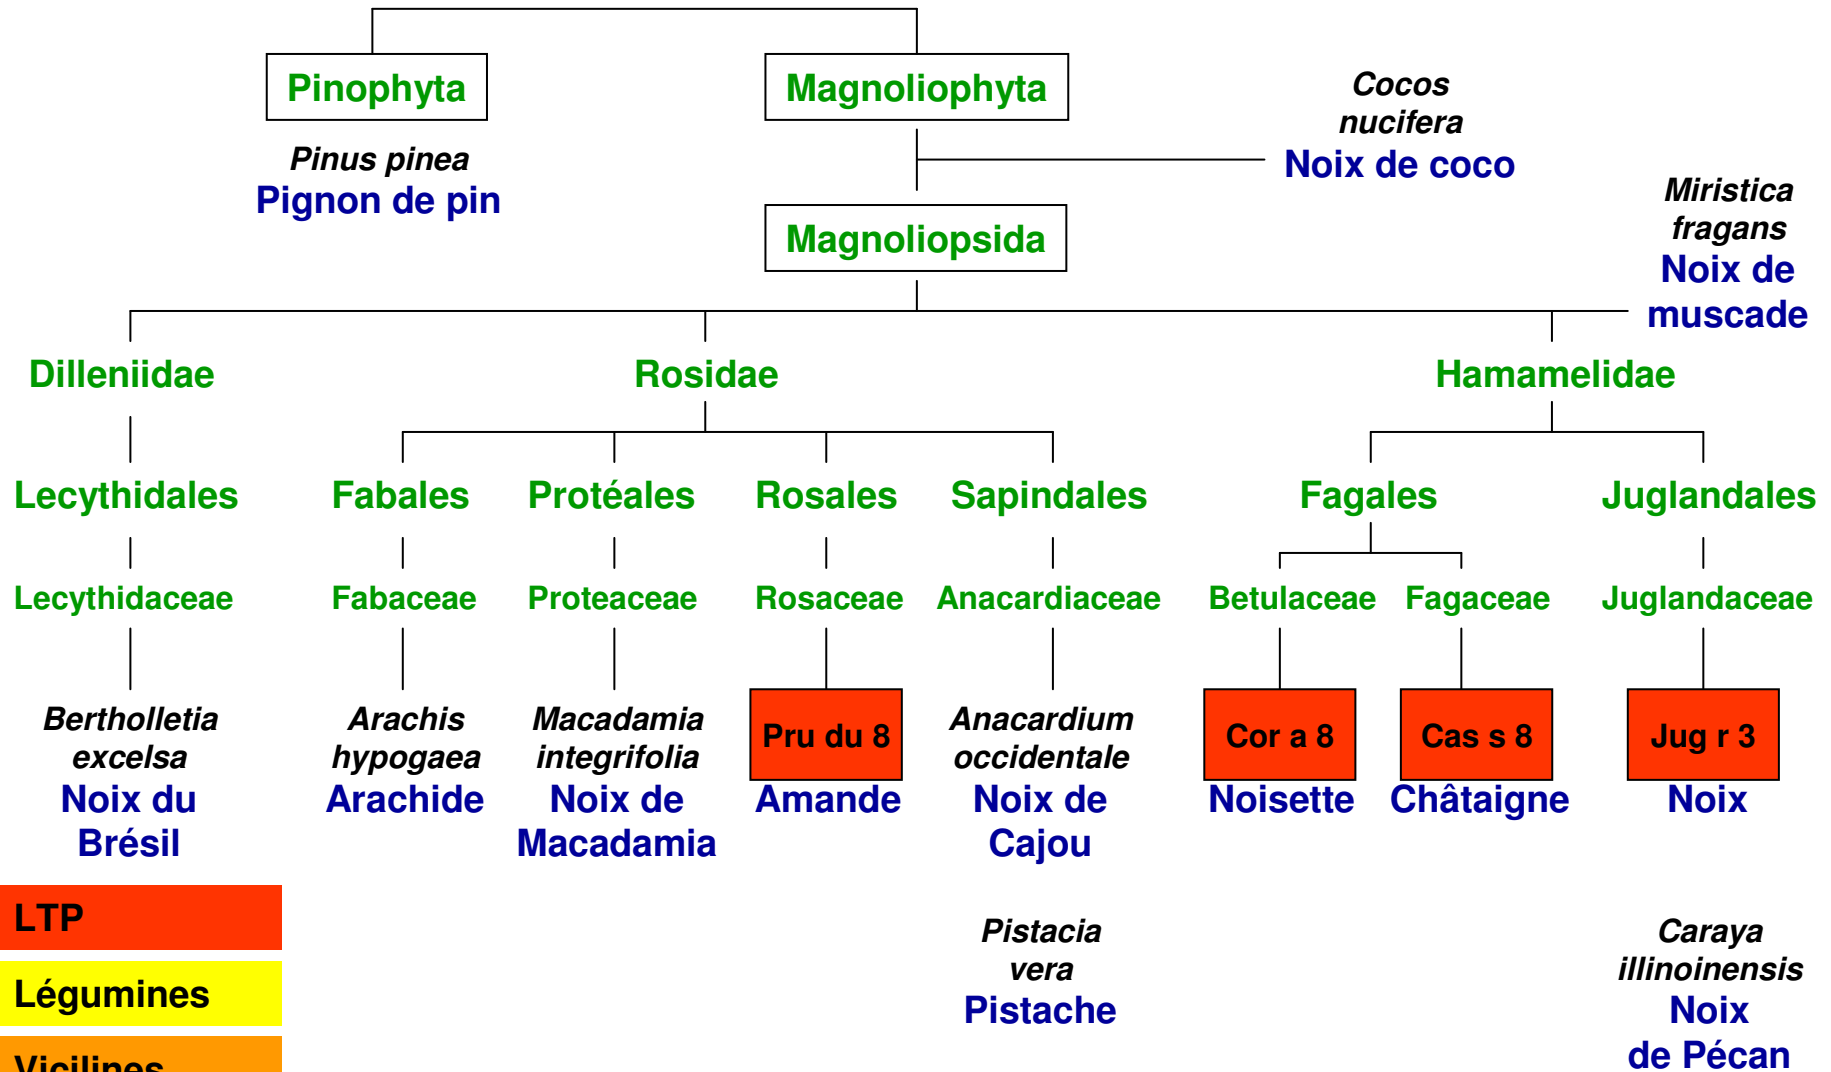 Pinophyta
Magnoliophyta
Cocos
nucifera
Noix de coco
Pinus pinea
Pignon de pin
Miristica
fragans
Noix de
muscade
Magnoliopsida
Dilleniidae
Rosidae
Hamamelidae
Lecythidales
Fabales
Protéales
Rosales
Sapindales
Fagales
Juglandales
Lecythidaceae
Fabaceae
Proteaceae
Rosaceae
Anacardiaceae
Betulaceae
Fagaceae
Juglandaceae
Bertholletia
excelsa
Noix du
Brésil
Arachis
hypogaea
Arachide
Macadamia
integrifolia
Noix de
Macadamia
Pru du 8
Amande
Anacardium
occidentale
Noix de
Cajou
Cor a 8
Noisette
Cas s 8
Châtaigne
Jug r 3
Noix
Pistacia
vera
Pistache
Caraya
illinoinensis
Noix
de Pécan
LTP
Légumines
Vicilines